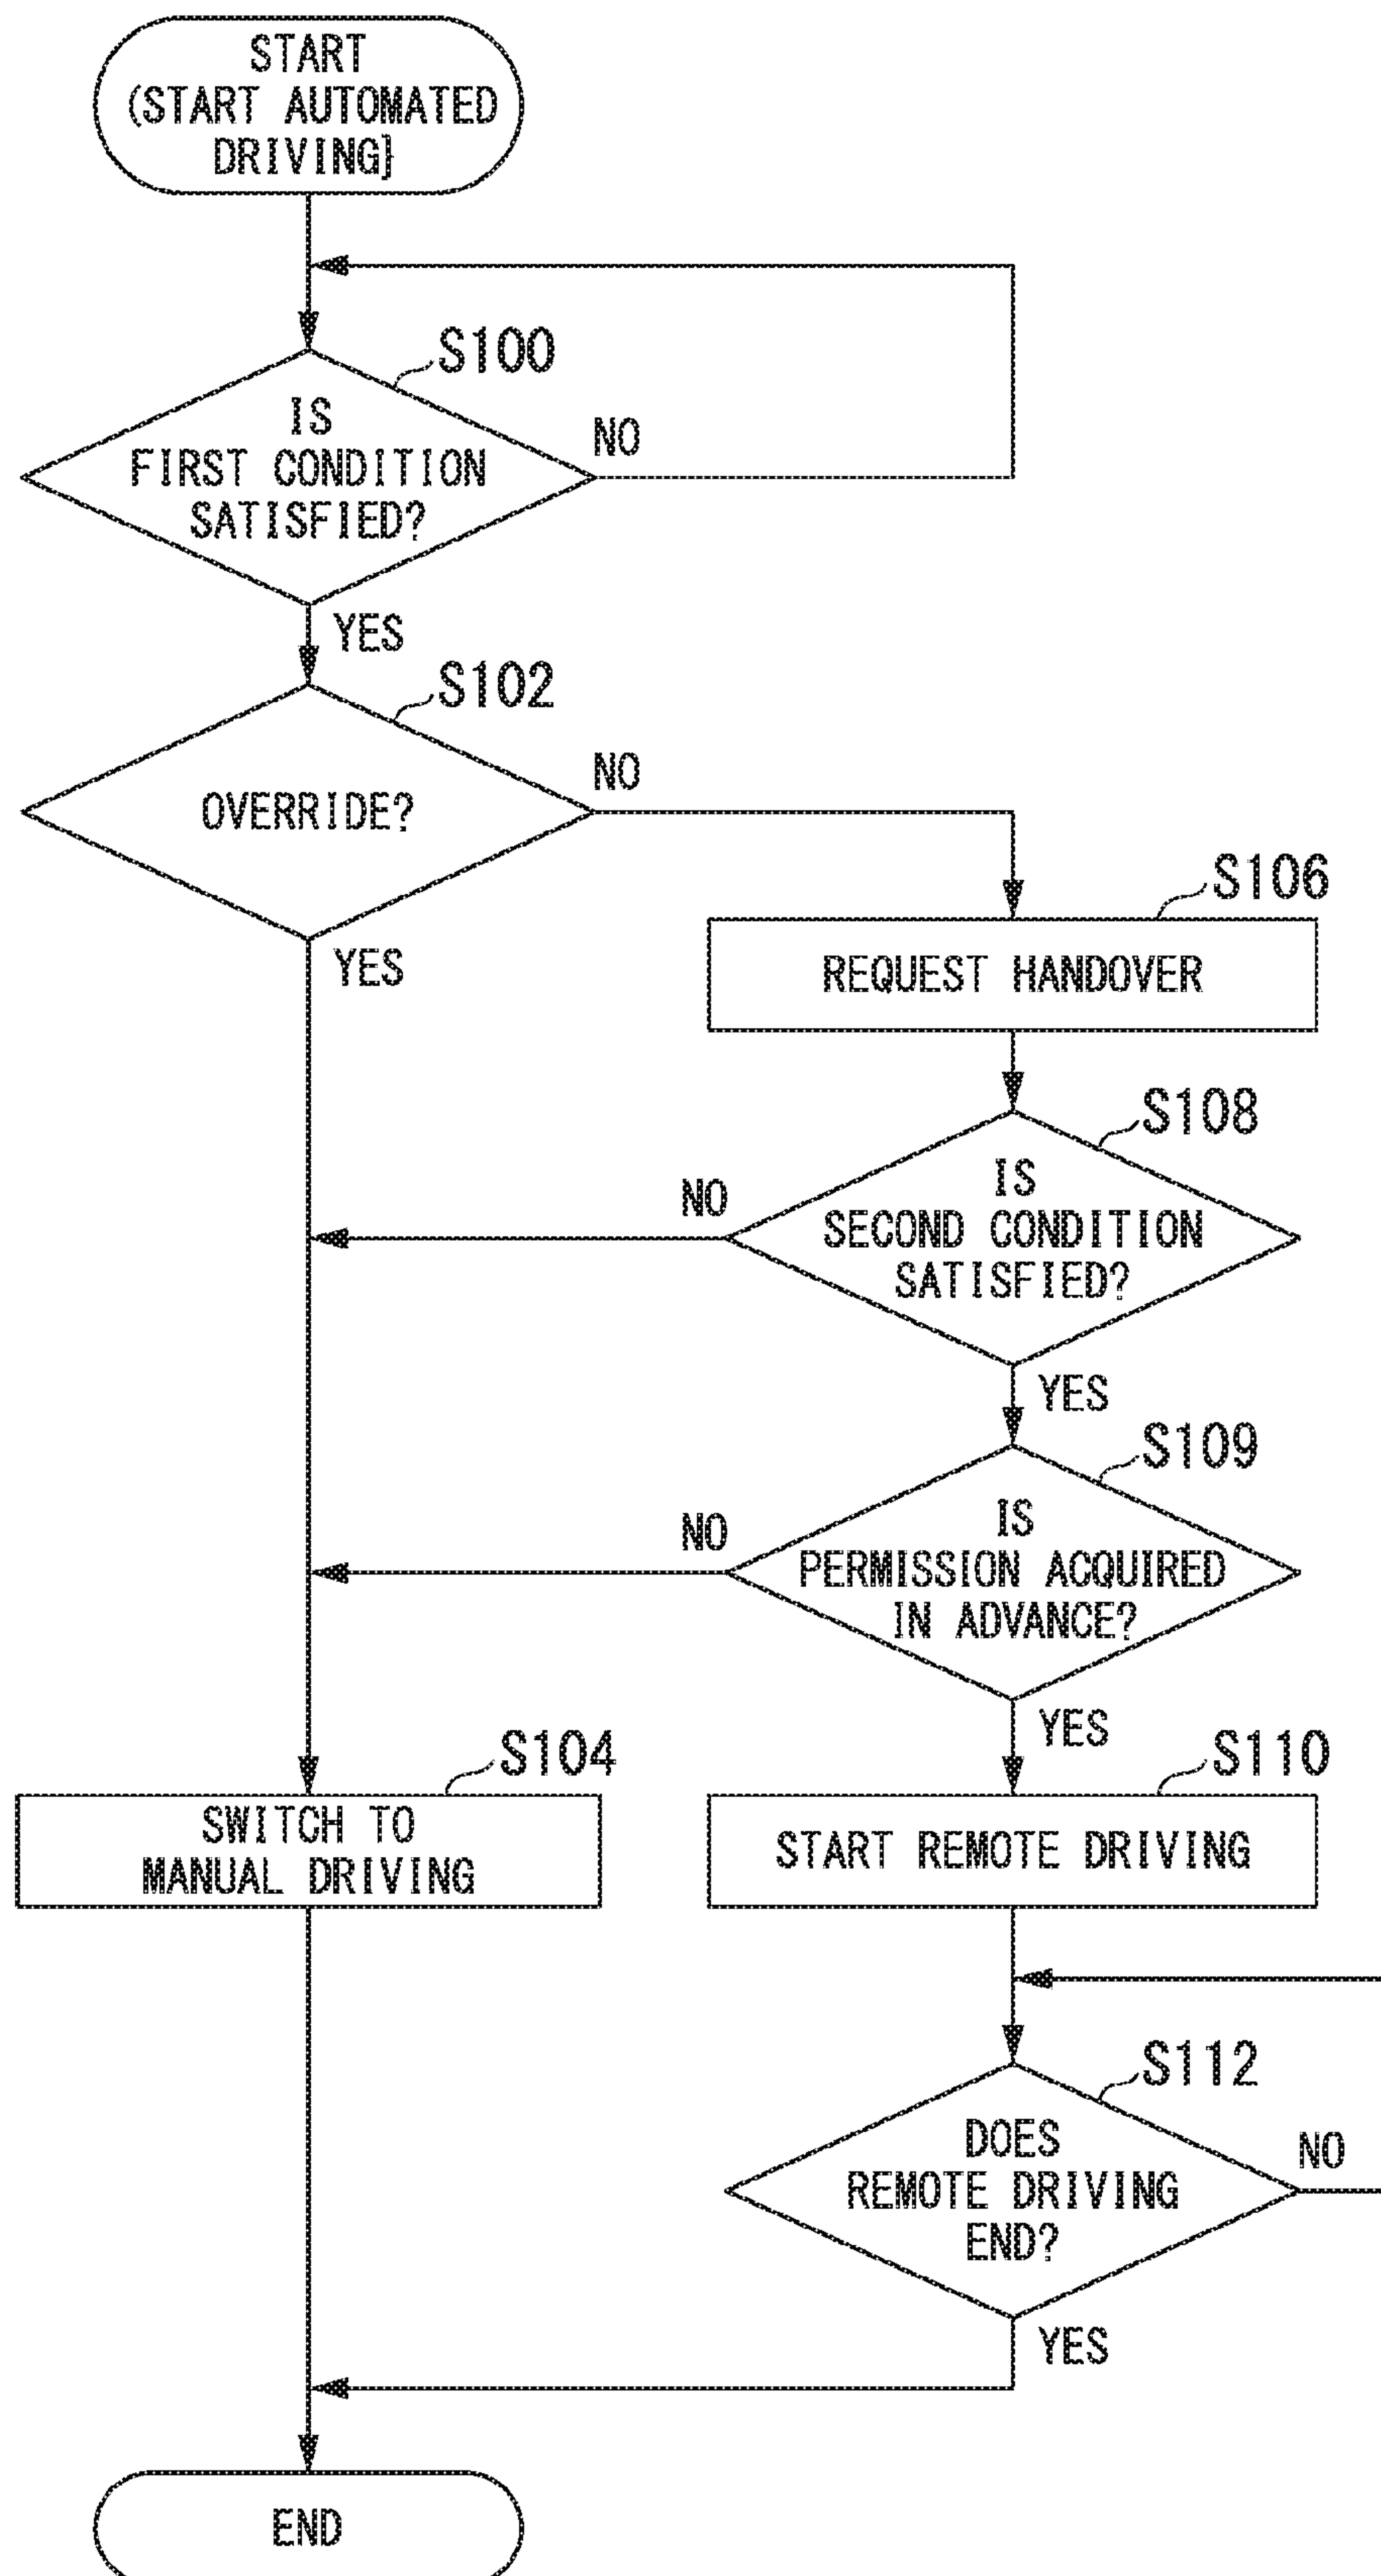 START
(START AUTOMATED
DRIVING}
S100
IS
FIRST CONDITION
SATISFIED?
NO
YES
S102
OVERRIDE?
NO
YES
S106
REQUEST HANDOVER
S108
IS
SECOND CONDITION
SATISFIED?
NO
YES
S109
IS
PERMISSION ACQUIRED
IN ADVANCE?
NO
YES
S104
SWITCH TO
MANUAL DRIVING
S110
START REMOTE DRIVING
S112
DOES
REMOTE DRIVING
END?
NO
YES
END